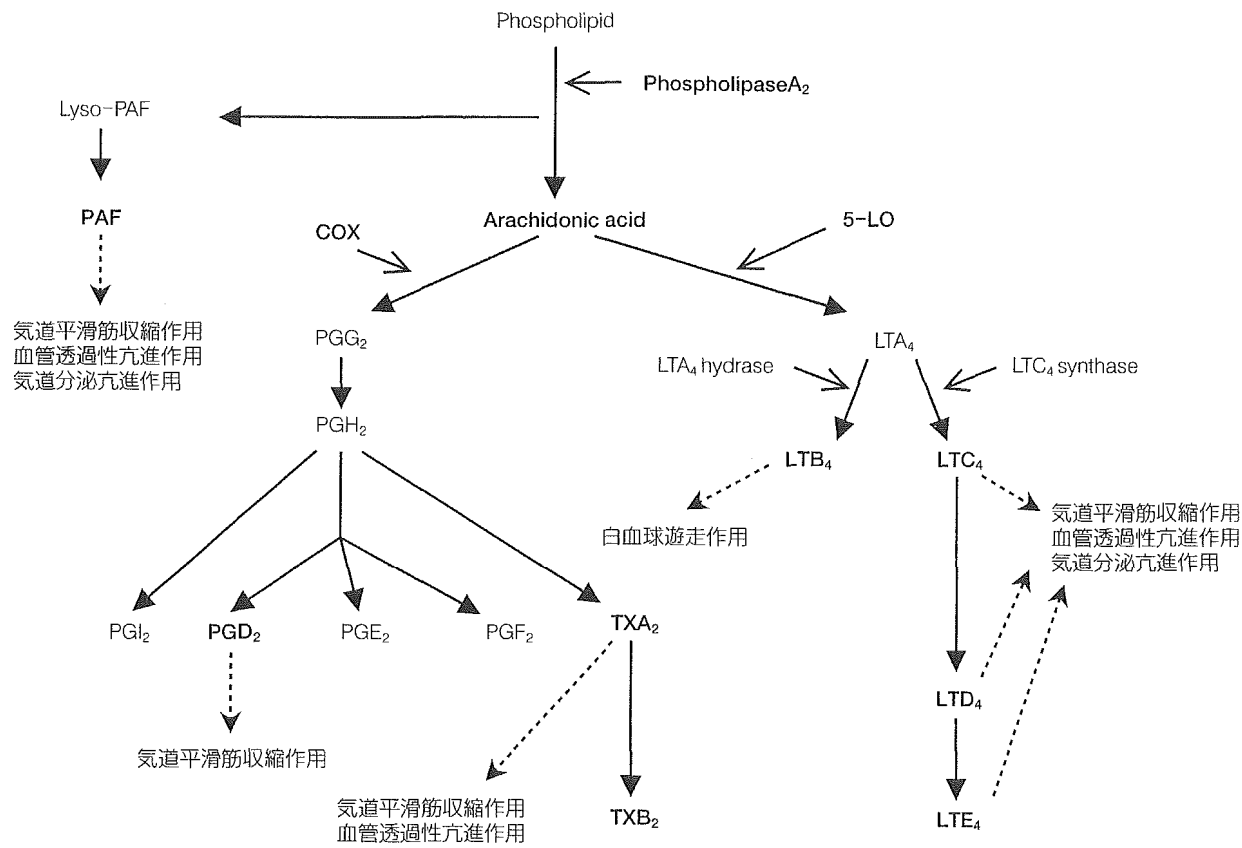 Phospholipid
PhospholipaseA₂
Lyso-PAF
PAF
Arachidonic acid
COX
5-LO
気道平滑筋収縮作用
血管透過性亢進作用
気道分泌亢進作用
PGG₂
LTA₄
LTA₄ hydrase
LTC₄ synthase
PGH₂
LTB₄
LTC₄
白血球遊走作用
気道平滑筋収縮作用
血管透過性亢進作用
気道分泌亢進作用
PGI₂
PGD₂
PGE₂
PGF₂
TXA₂
LTD₄
気道平滑筋収縮作用
気道平滑筋収縮作用
血管透過性亢進作用
TXB₂
LTE₄